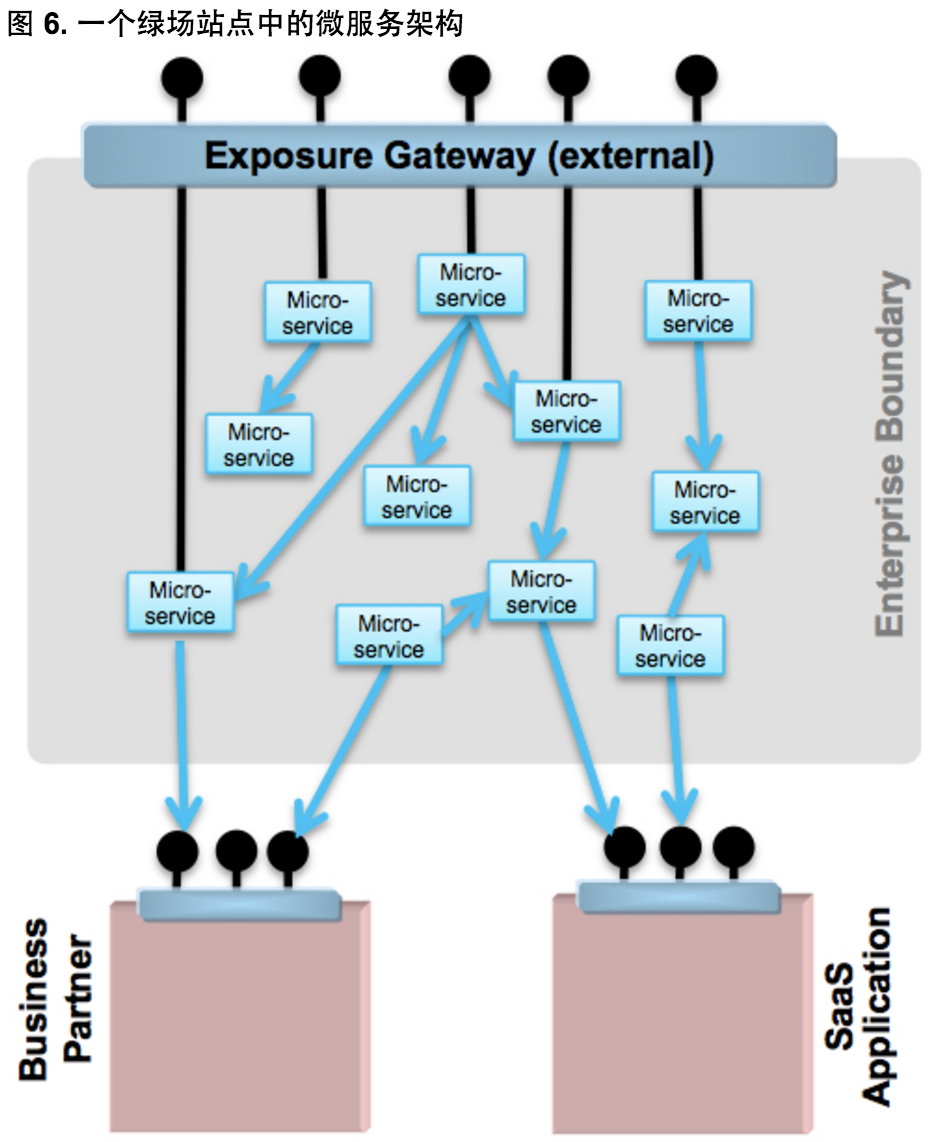 图 6. 一个绿场站点中的微服务架构
Exposure Gateway (external)
Micro-
service
Micro-
service
Micro-
service
Micro-
service
Micro-
service
Micro-
service
Micro-
service
Micro-
service
Micro-
service
Micro-
service
Micro-
service
Enterprise Boundary
Business
Partner
SaaS
Application